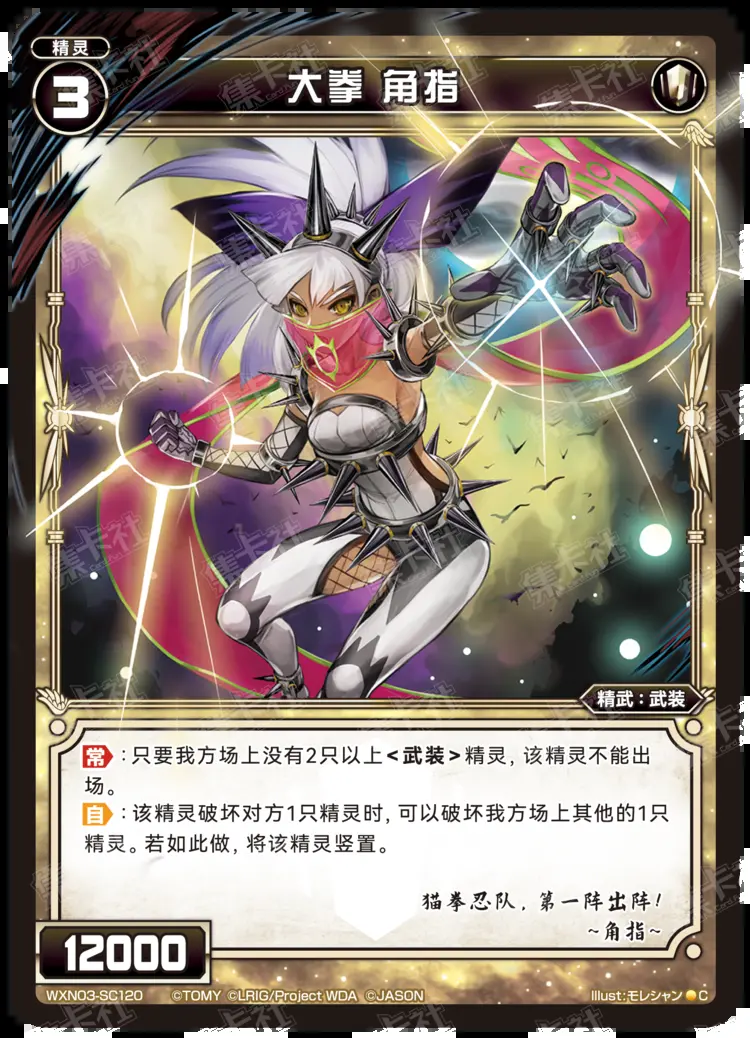 精灵
3
大拳 角指
精武：武装
常：只要我方场上没有2只以上<武装>精灵，该精灵不能出
场。
自：该精灵破坏对方1只精灵时，可以破坏我方场上其他的1只
精灵。若如此做，将该精灵竖置。
猫拳忍队，第一阵出阵！
~角指~
12000
WXN03-SC120 ©TOMY ©LRIG/Project WDA ©JASON Illust:モレシャン C
集卡社